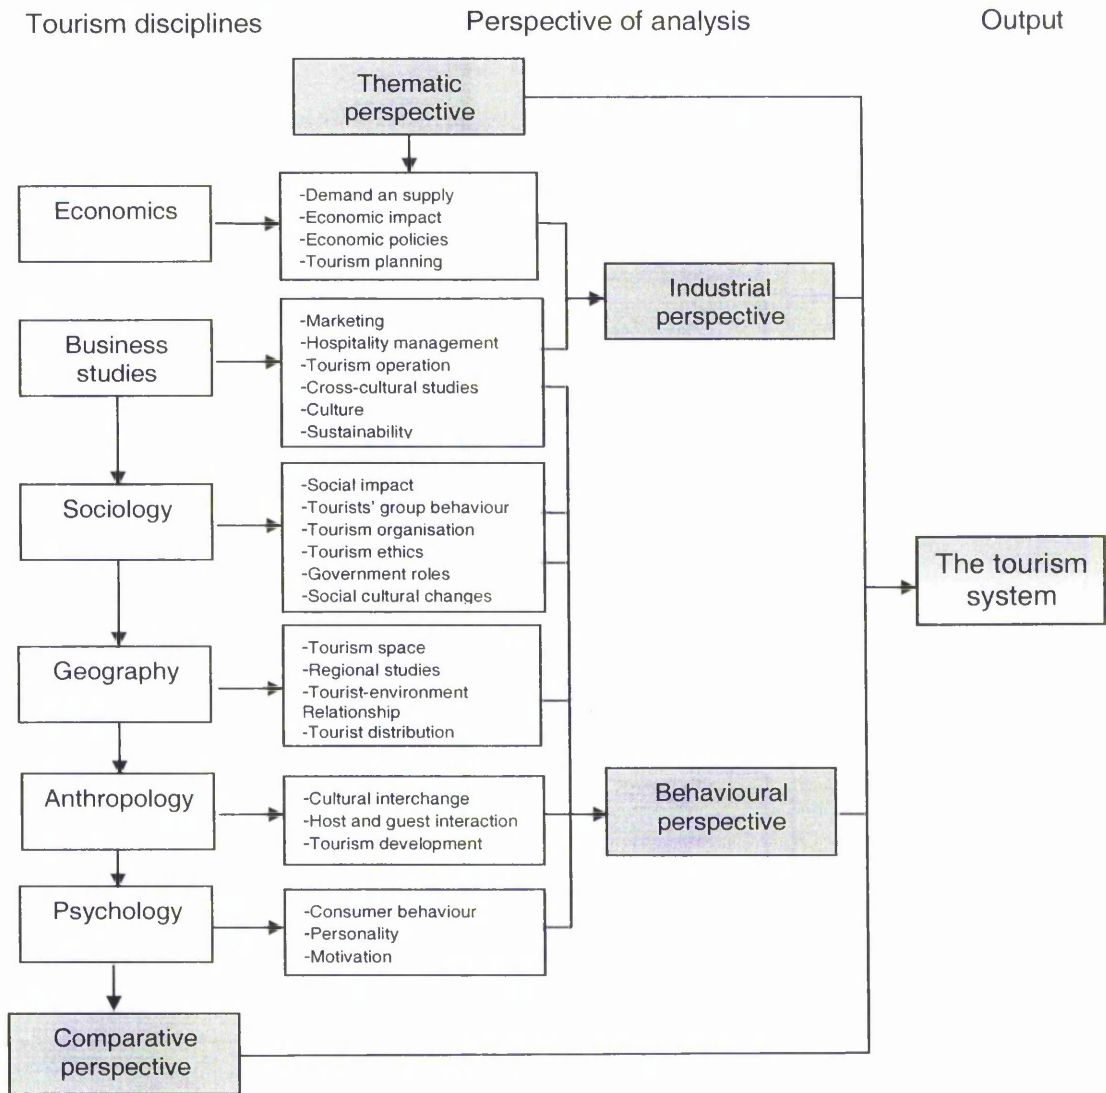 Tourism disciplines
Perspective of analysis
Output
Thematic
perspective
Economics
-Demand an supply
-Economic impact
-Economic policies
-Tourism planning
Industrial
perspective
Business
studies
-Marketing
-Hospitality management
-Tourism operation
-Cross-cultural studies
-Culture
-Sustainability
Sociology
-Social impact
-Tourists' group behaviour
-Tourism organisation
-Tourism ethics
-Government roles
-Social cultural changes
The tourism
system
Geography
-Tourism space
-Regional studies
-Tourist-environment
Relationship
-Tourist distribution
Anthropology
-Cultural interchange
-Host and guest interaction
-Tourism development
Behavioural
perspective
Psychology
-Consumer behaviour
-Personality
-Motivation
Comparative
perspective